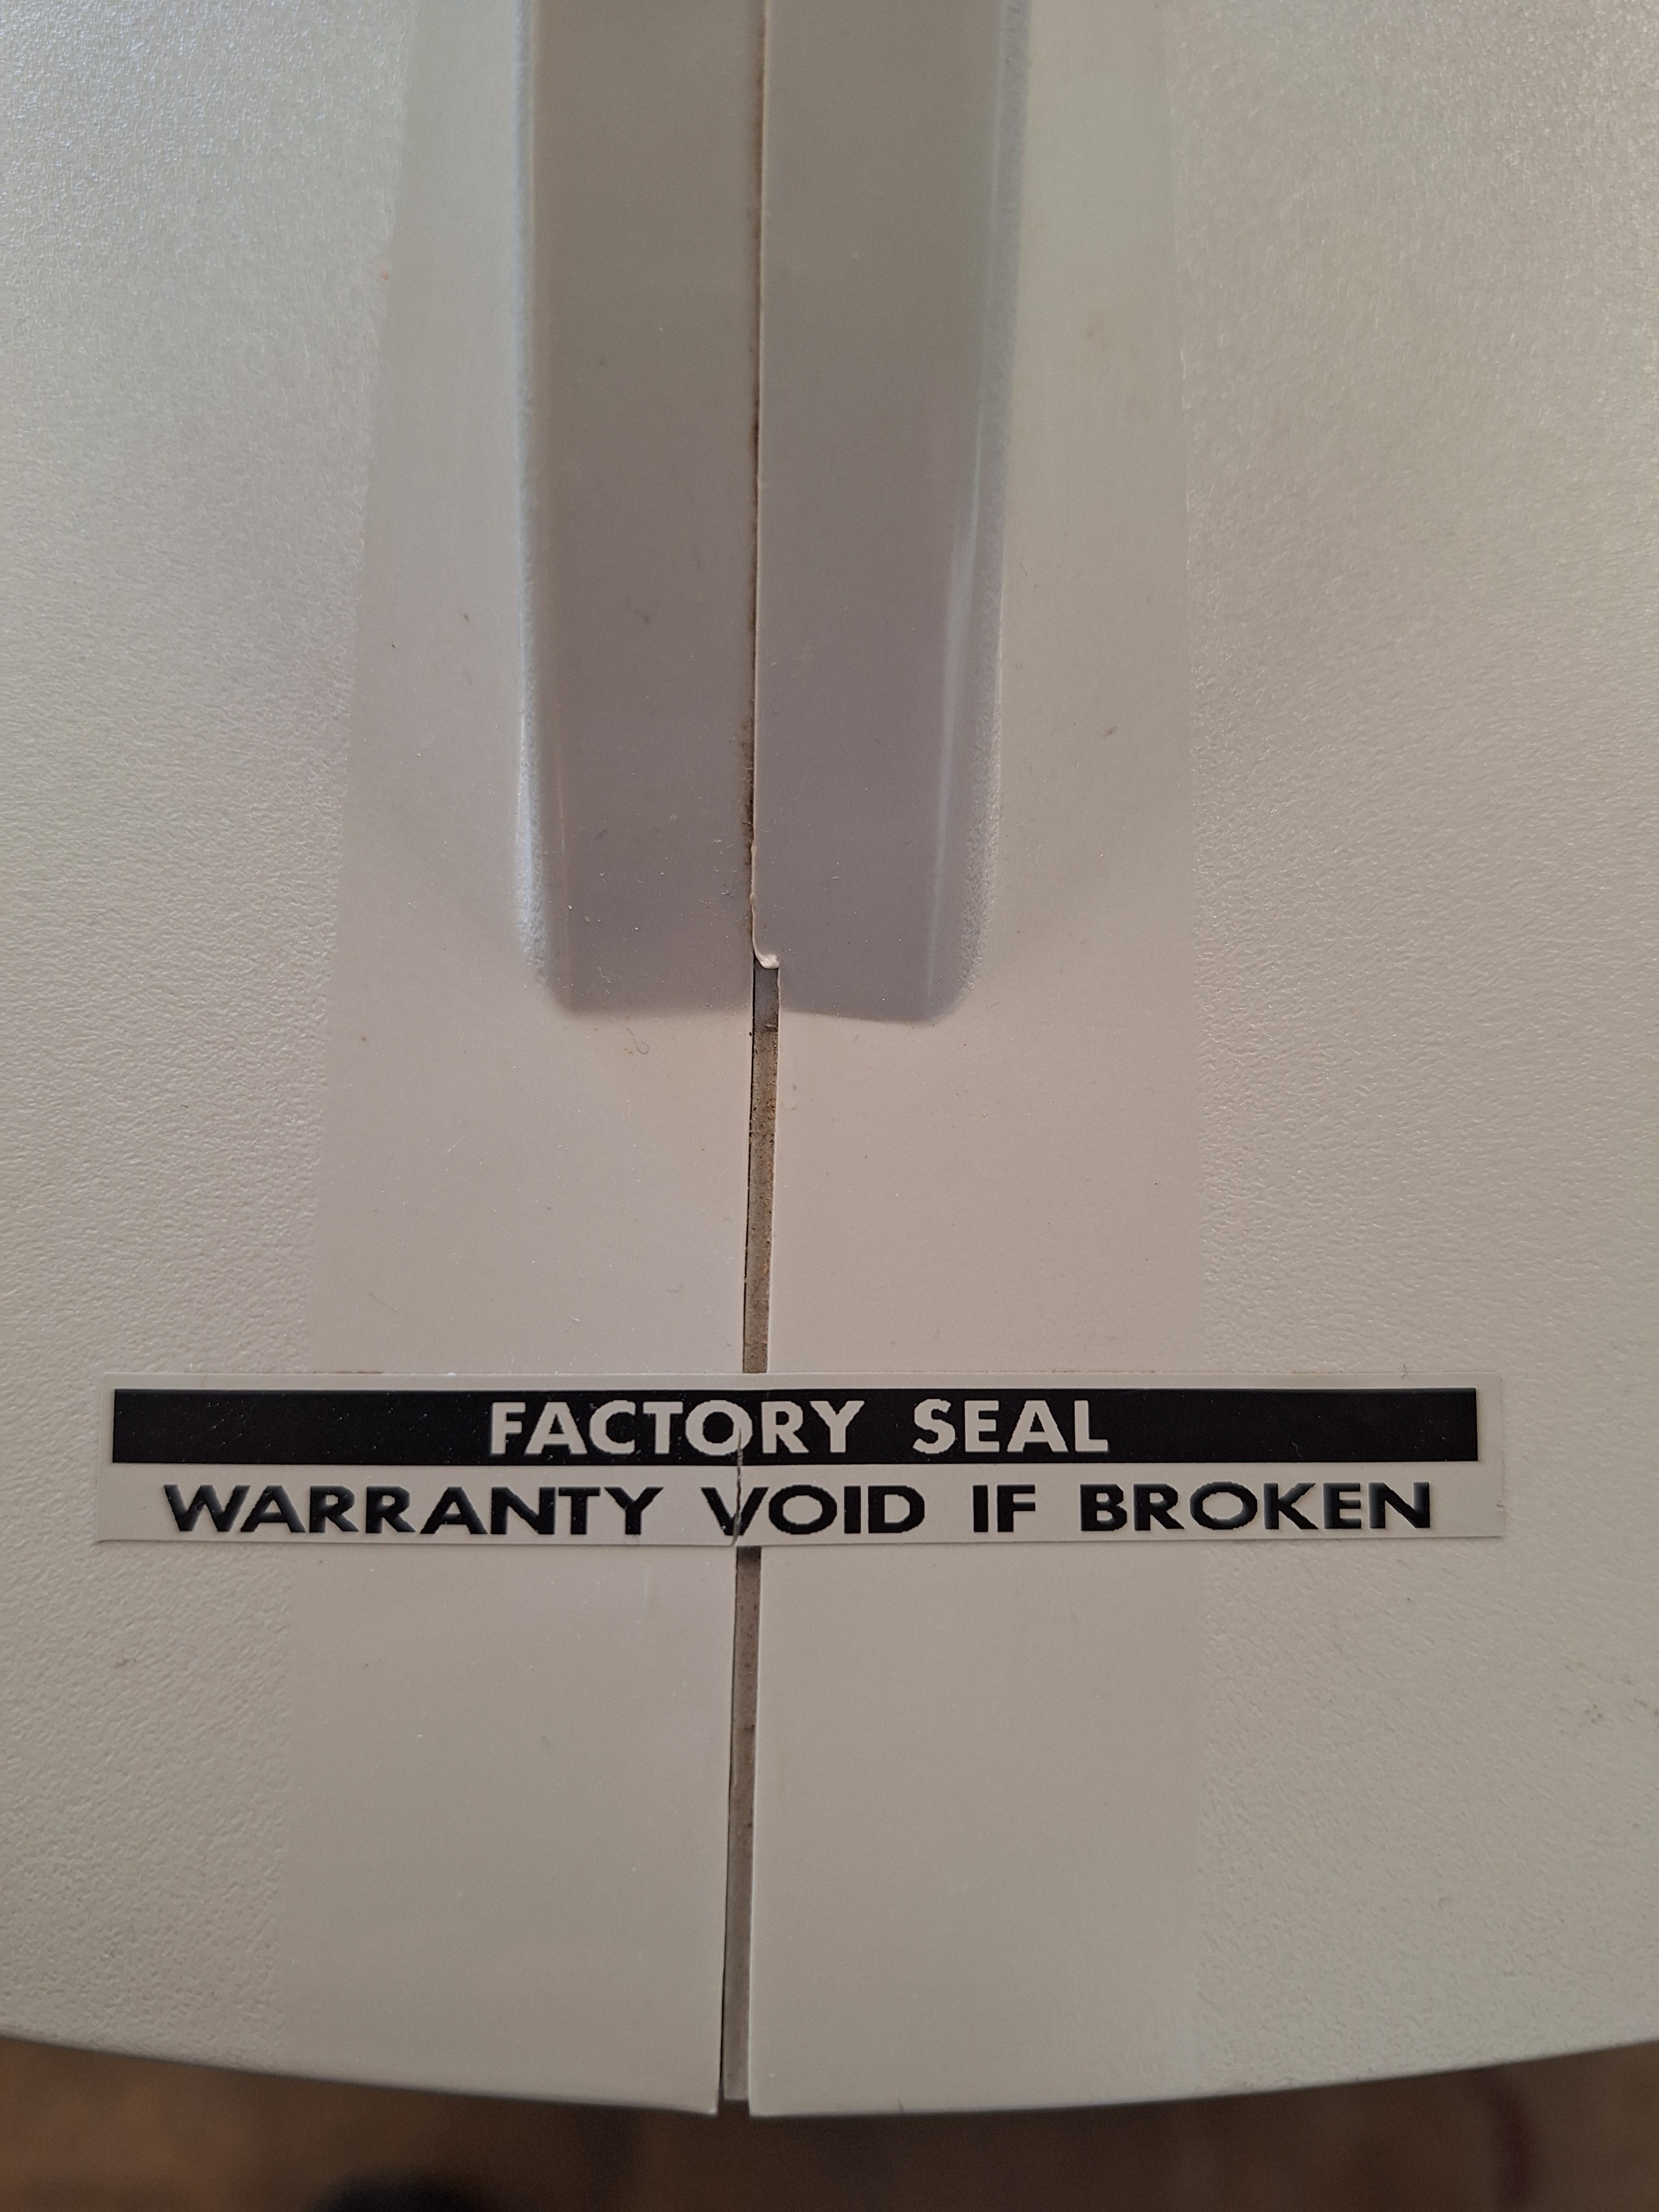 FACTORY SEAL
WARRANTY VOID IF BROKEN